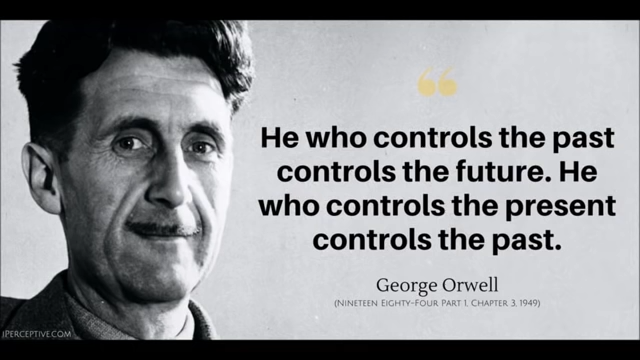 “
He who controls the past
controls the future. He
who controls the present
controls the past.
George Orwell
(Nineteen Eighty-Four Part 1, Chapter 3, 1949)
iPerceptive.com